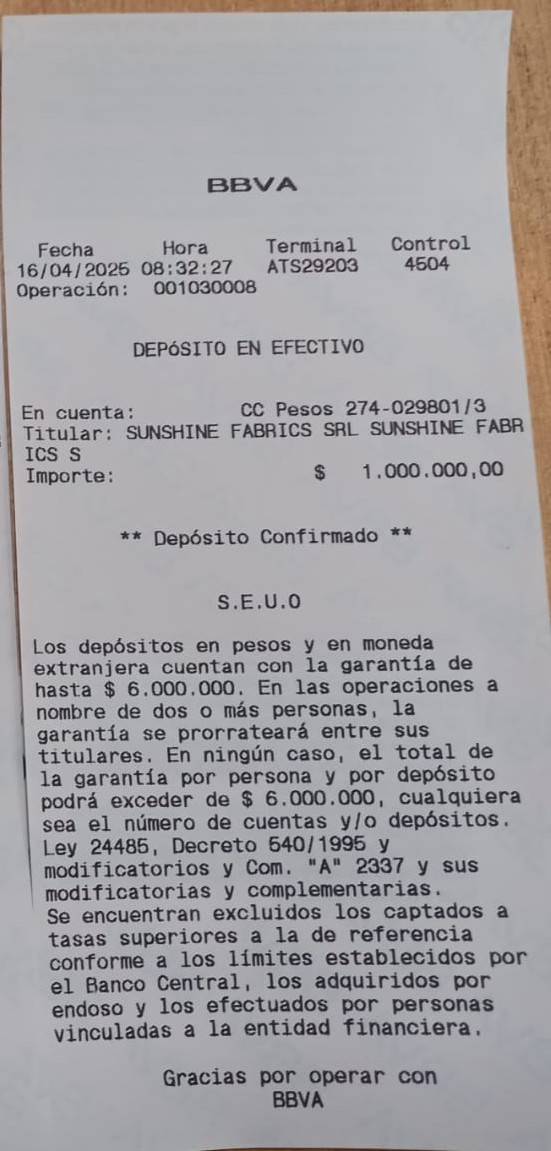 BBVA
Fecha Hora Terminal Control
16/04/2025 08:32:27 ATS29203 4504
Operación: 001030008
DEPóSITO EN EFECTIVO
En cuenta: CC Pesos 274-029801/3
Titular: SUNSHINE FABRICS SRL SUNSHINE FABR
ICS S
Importe: $ 1.000.000,00
** Depósito Confirmado **
S.E.U.O
Los depósitos en pesos y en moneda
extranjera cuentan con la garantía de
hasta $ 6.000.000. En las operaciones a
nombre de dos o más personas, la
garantía se prorrateará entre sus
titulares. En ningún caso, el total de
la garantía por persona y por depósito
podrá exceder de $ 6.000.000, cualquiera
sea el número de cuentas y/o depósitos.
Ley 24485, Decreto 540/1995 y
modificatorios y Com. "A" 2337 y sus
modificatorias y complementarias.
Se encuentran excluidos los captados a
tasas superiores a la de referencia
conforme a los límites establecidos por
el Banco Central, los adquiridos por
endoso y los efectuados por personas
vinculadas a la entidad financiera.
Gracias por operar con
BBVA